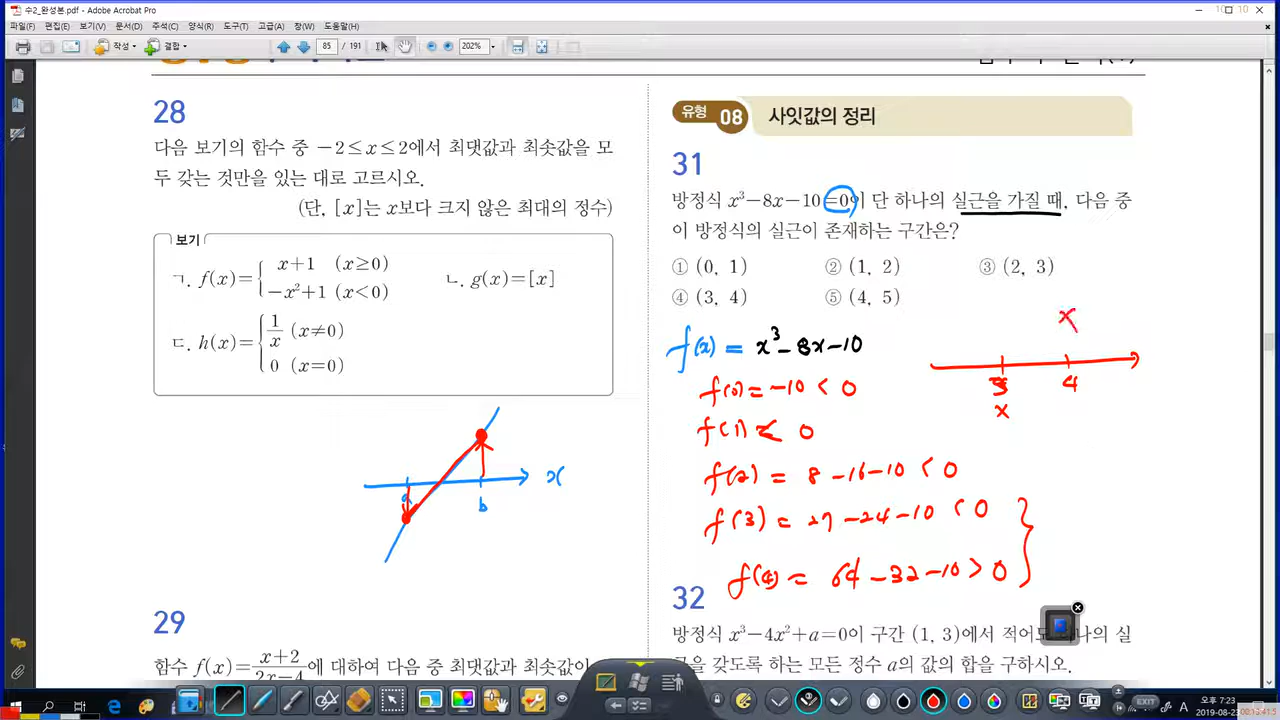 수2_완성본.pdf - Adobe Acrobat Pro
파일(F) 편집(E) 보기(V) 문서(D) 주석(C) 양식(R) 도구(T) 고급(A) 창(W) 도움말(H)
작성 결합 85 / 191 202%
28
다음 보기의 함수 중 -2≤x≤2에서 최댓값과 최솟값을 모
두 갖는 것만을 있는 대로 고르시오.
(단, [x]는 x보다 크지 않은 최대의 정수)
보기
ㄱ. f(x)={ x+1 (x≥0)
-x²+1 (x<0)
ㄴ. g(x)=[x]
ㄷ. h(x)={ 1/x (x≠0)
0 (x=0)
x
a
b
29
함수 f(x)=x+2/2x-4에 대하여 다음 중 최댓값과 최솟값이
유형 08 사잇값의 정리
31
방정식 x³-8x-10=0이 단 하나의 실근을 가질 때, 다음 중
이 방정식의 실근이 존재하는 구간은?
① (0, 1) ② (1, 2) ③ (2, 3)
④ (3, 4) ⑤ (4, 5)
f(x) = x³-8x-10
f(0) = -10 < 0
f(1) < 0
f(2) = 8-16-10 < 0
f(3) = 27-24-10 < 0
f(4) = 64-32-10 > 0
x
3 4
x
32
방정식 x³-4x²+a=0이 구간 (1, 3)에서 적어도 하나의 실
근을 갖도록 하는 모든 정수 a의 값의 합을 구하시오.
EXIT
A
오후 7:23